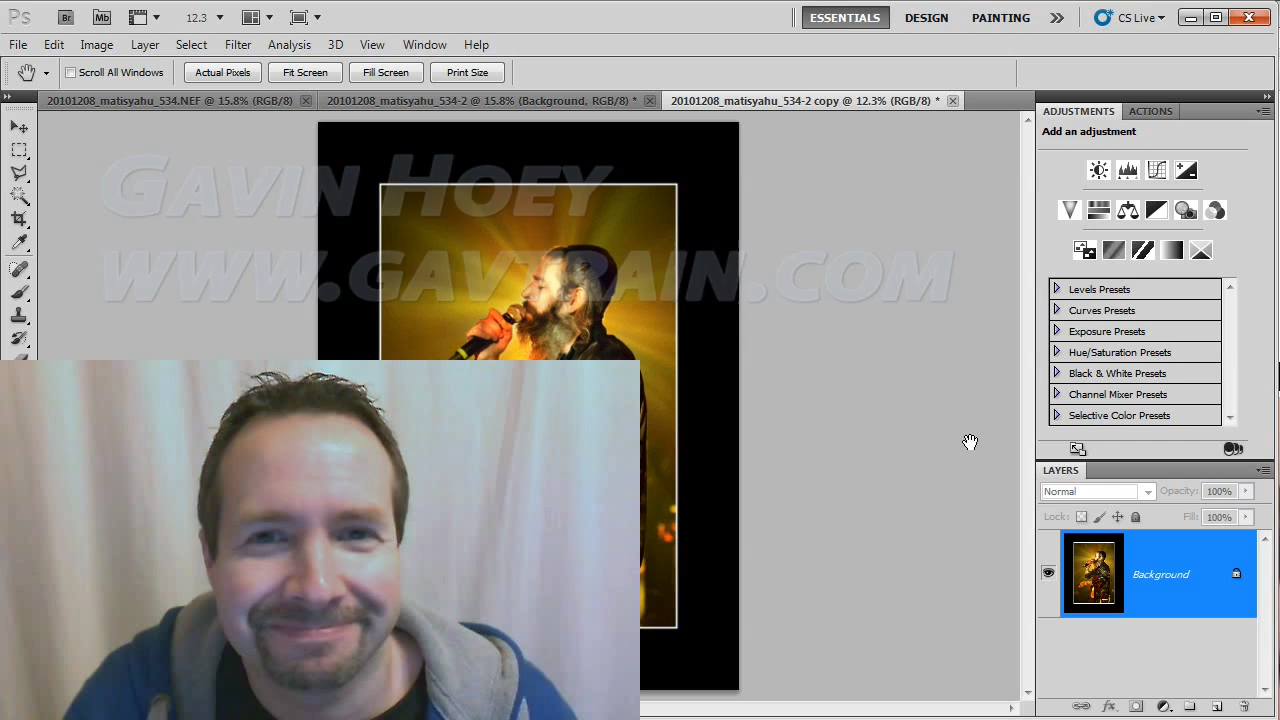 Ps Br Mb 12.3 ESSENTIALS DESIGN PAINTING CS Live
File Edit Image Layer Select Filter Analysis 3D View Window Help
Scroll All Windows Actual Pixels Fit Screen Fill Screen Print Size
20101208_matisyahu_534.NEF @ 15.8% (RGB/8) 20101208_matisyahu_534-2 @ 15.8% (Background, RGB/8) * 20101208_matisyahu_534-2 copy @ 12.3% (RGB/8) *
ADJUSTMENTS ACTIONS
Add an adjustment
GAVIN HOEY
WWW.GAVTRAIN.COM
Levels Presets
Curves Presets
Exposure Presets
Hue/Saturation Presets
Black & White Presets
Channel Mixer Presets
Selective Color Presets
LAYERS
Normal Opacity: 100%
Lock: Fill: 100%
Background
fx